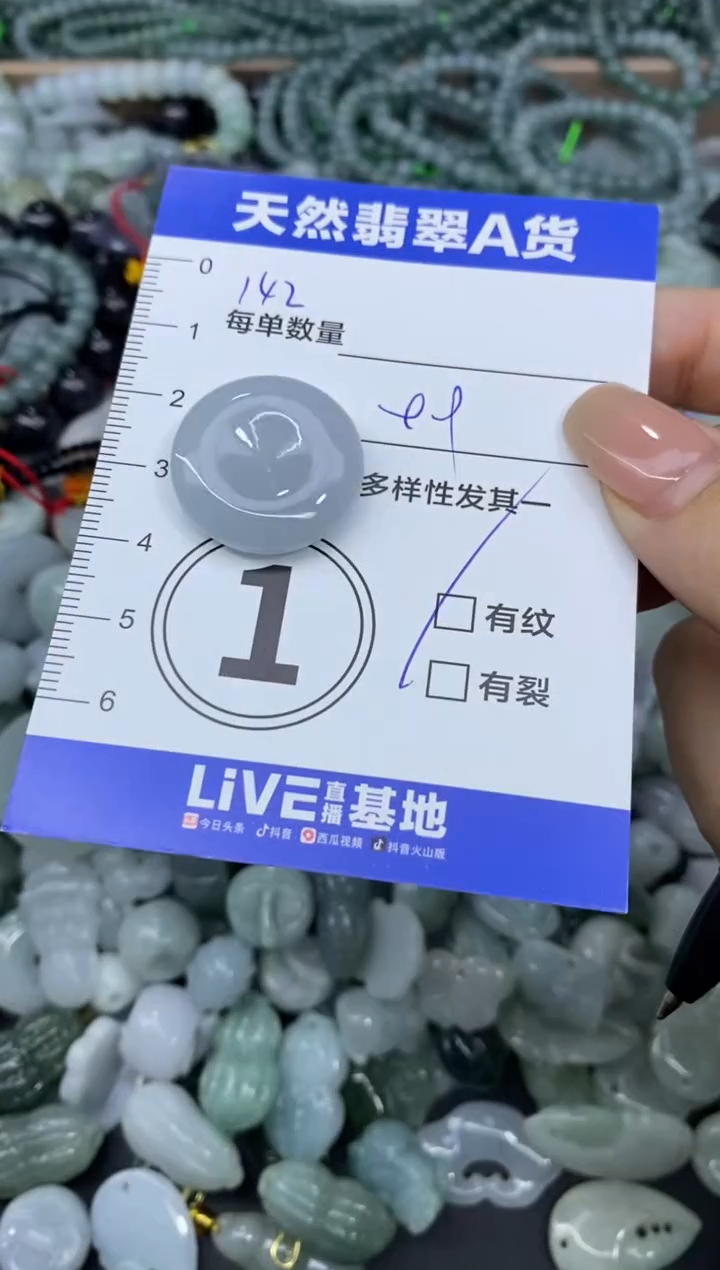 天然翡翠A货
0
142
1
每单数量
2
3
多样性发其一
4
5
1
有纹
有裂
6
LiVE直播基地
今日头条 抖音 西瓜视频 抖音火山版